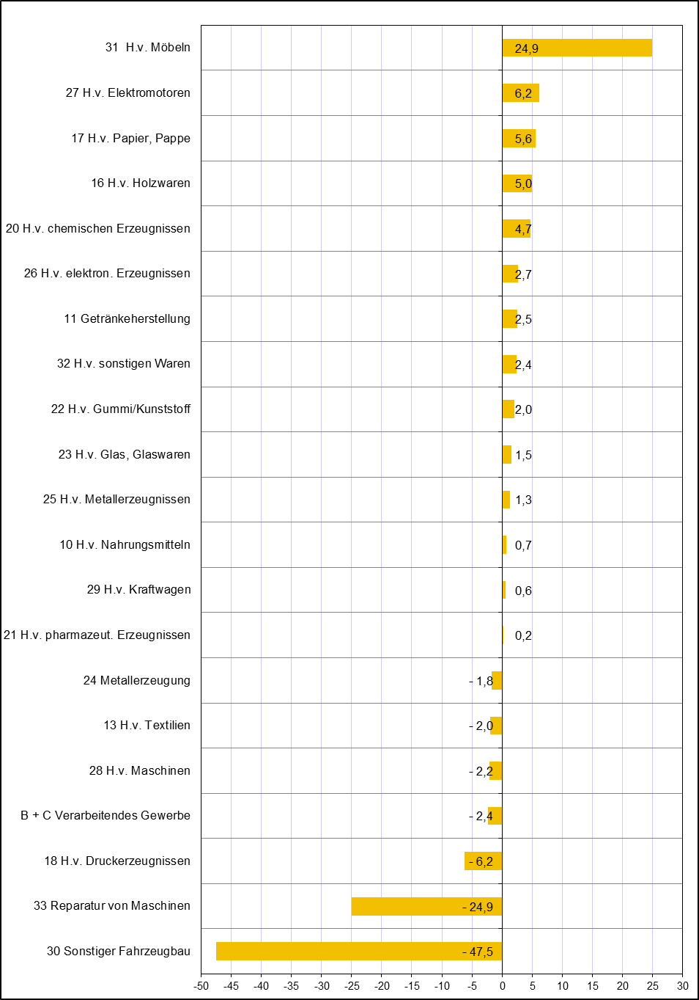 31  H.v. Möbeln 24,9
27 H.v. Elektromotoren 6,2
17 H.v. Papier, Pappe 5,6
16 H.v. Holzwaren 5,0
20 H.v. chemischen Erzeugnissen 4,7
26 H.v. elektron. Erzeugnissen 2,7
11 Getränkeherstellung 2,5
32 H.v. sonstigen Waren 2,4
22 H.v. Gummi/Kunststoff 2,0
23 H.v. Glas, Glaswaren 1,5
25 H.v. Metallerzeugnissen 1,3
10 H.v. Nahrungsmitteln 0,7
29 H.v. Kraftwagen 0,6
21 H.v. pharmazeut. Erzeugnissen 0,2
24 Metallerzeugung - 1,8
13 H.v. Textilien - 2,0
28 H.v. Maschinen - 2,2
B + C Verarbeitendes Gewerbe - 2,4
18 H.v. Druckerzeugnissen - 6,2
33 Reparatur von Maschinen - 24,9
30 Sonstiger Fahrzeugbau - 47,5
-50 -45 -40 -35 -30 -25 -20 -15 -10 -5 0 5 10 15 20 25 30